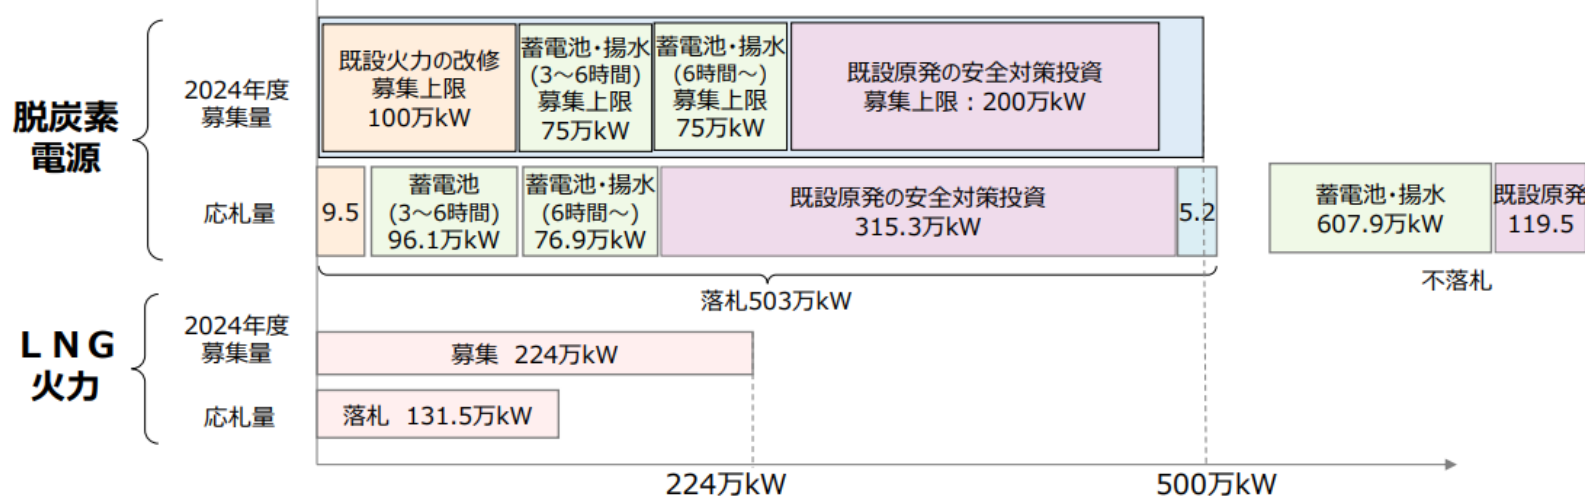 脱炭素
電源
2024年度
募集量
既設火力の改修
募集上限
100万kW
蓄電池・揚水
(3～6時間)
募集上限
75万kW
蓄電池・揚水
(6時間～)
募集上限
75万kW
既設原発の安全対策投資
募集上限：200万kW
応札量
9.5
蓄電池
(3～6時間)
96.1万kW
蓄電池・揚水
(6時間～)
76.9万kW
既設原発の安全対策投資
315.3万kW
5.2
蓄電池・揚水
607.9万kW
既設原発
119.5
落札503万kW
不落札
ＬＮＧ
火力
2024年度
募集量
募集 224万kW
応札量
落札 131.5万kW
224万kW
500万kW